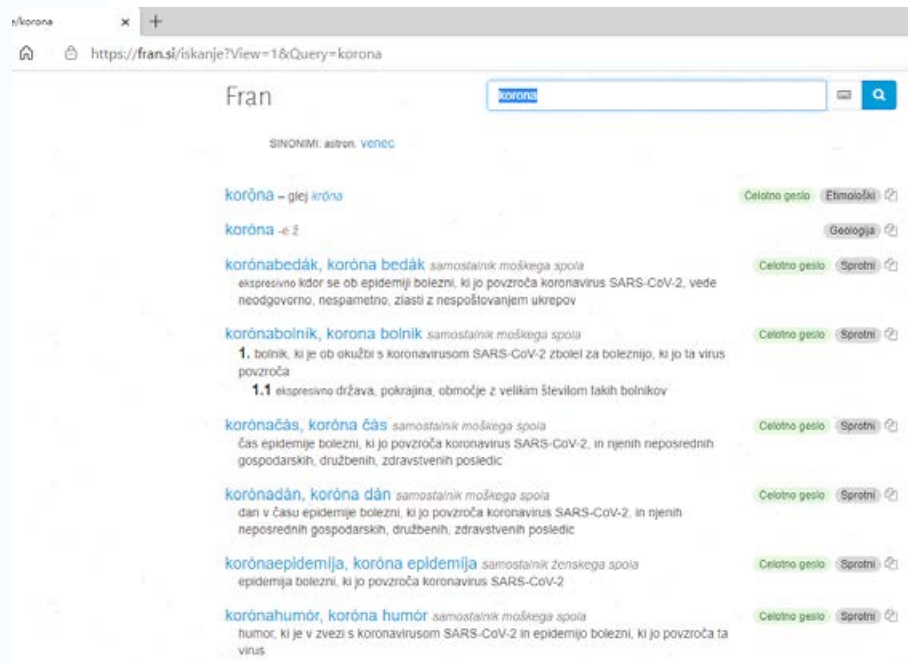 e/korona
https://fran.si/iskanje?View=1&Query=korona
Fran
korona
SINONIMI: astron. venec
korọ̑na – glej króna Celotno geslo Etimološki
koróna -e ž Geologija
korónabedák, koróna bedák samostalnik moškega spola Celotno geslo Sprotni
ekspresivno kdor se ob epidemiji bolezni, ki jo povzroča koronavirus SARS-CoV-2, vede
neodgovorno, nespametno, zlasti z nespoštovanjem ukrepov
korónabolník, korona bolník samostalnik moškega spola Celotno geslo Sprotni
1. bolnik, ki je ob okužbi s koronavirusom SARS-CoV-2 zbolel za boleznijo, ki jo ta virus
povzroča
1.1 ekspresivno država, pokrajina, območje z velikim številom takih bolnikov
korónačás, koróna čás samostalnik moškega spola Celotno geslo Sprotni
čas epidemije bolezni, ki jo povzroča koronavirus SARS-CoV-2, in njenih neposrednih
gospodarskih, družbenih, zdravstvenih posledic
korónadán, koróna dán samostalnik moškega spola Celotno geslo Sprotni
dan v času epidemije bolezni, ki jo povzroča koronavirus SARS-CoV-2, in njenih
neposrednih gospodarskih, družbenih, zdravstvenih posledic
korónaepidemíja, koróna epidemíja samostalnik ženskega spola Celotno geslo Sprotni
epidemija bolezni, ki jo povzroča koronavirus SARS-CoV-2
korónahumór, koróna humór samostalnik moškega spola Celotno geslo Sprotni
humor, ki je v zvezi s koronavirusom SARS-CoV-2 in epidemijo bolezni, ki jo povzroča ta
virus